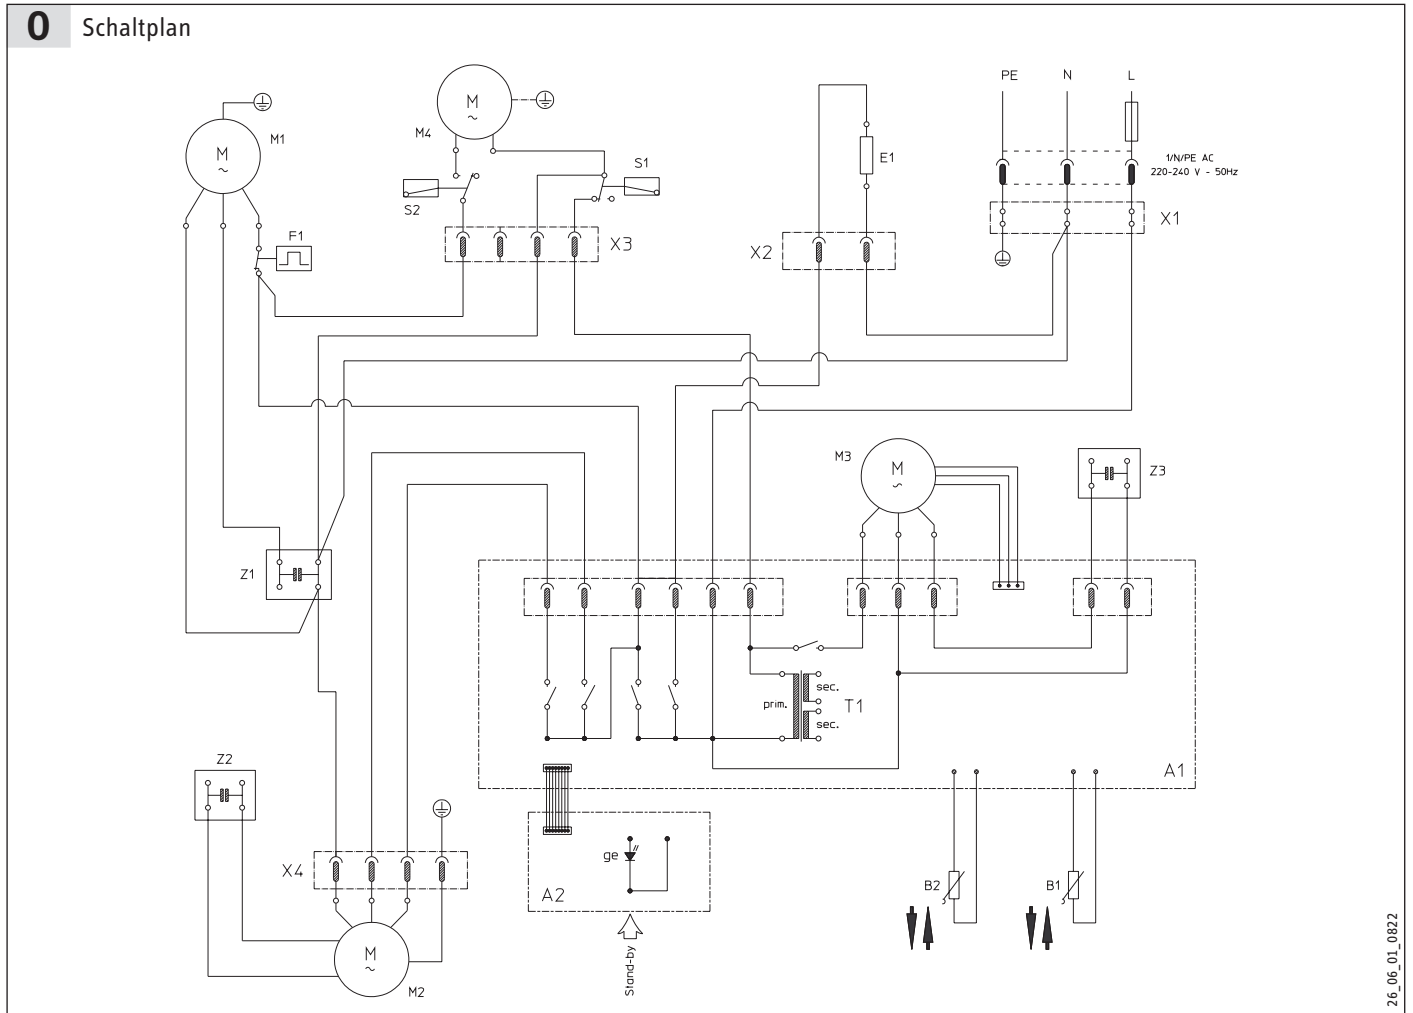 0 Schaltplan
PE N L
M
~
M1
M
~
M4
S1
S2
F1
X3
E1
X2
1/N/PE AC
220-240 V - 50Hz
X1
M3
M
~
Z3
Z1
prim.
sec.
sec.
T1
A1
Z2
X4
M
~
M2
ge
A2
Stand-by
B2
B1
26_06_01_0822